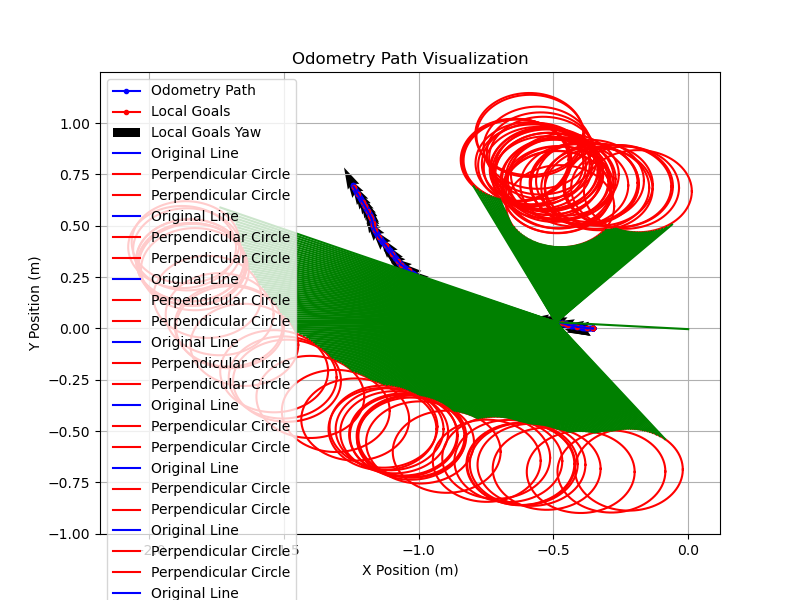 Odometry Path Visualization
Odometry Path
Local Goals
Local Goals Yaw
Original Line
Perpendicular Circle
Perpendicular Circle
Original Line
Perpendicular Circle
Perpendicular Circle
Original Line
Perpendicular Circle
Perpendicular Circle
Original Line
Perpendicular Circle
Perpendicular Circle
Original Line
Perpendicular Circle
Perpendicular Circle
Original Line
Perpendicular Circle
Perpendicular Circle
Original Line
Perpendicular Circle
Perpendicular Circle
Original Line
Y Position (m)
1.00
0.75
0.50
0.25
0.00
−0.25
−0.50
−0.75
−1.00
−1.0 −0.5 0.0
X Position (m)